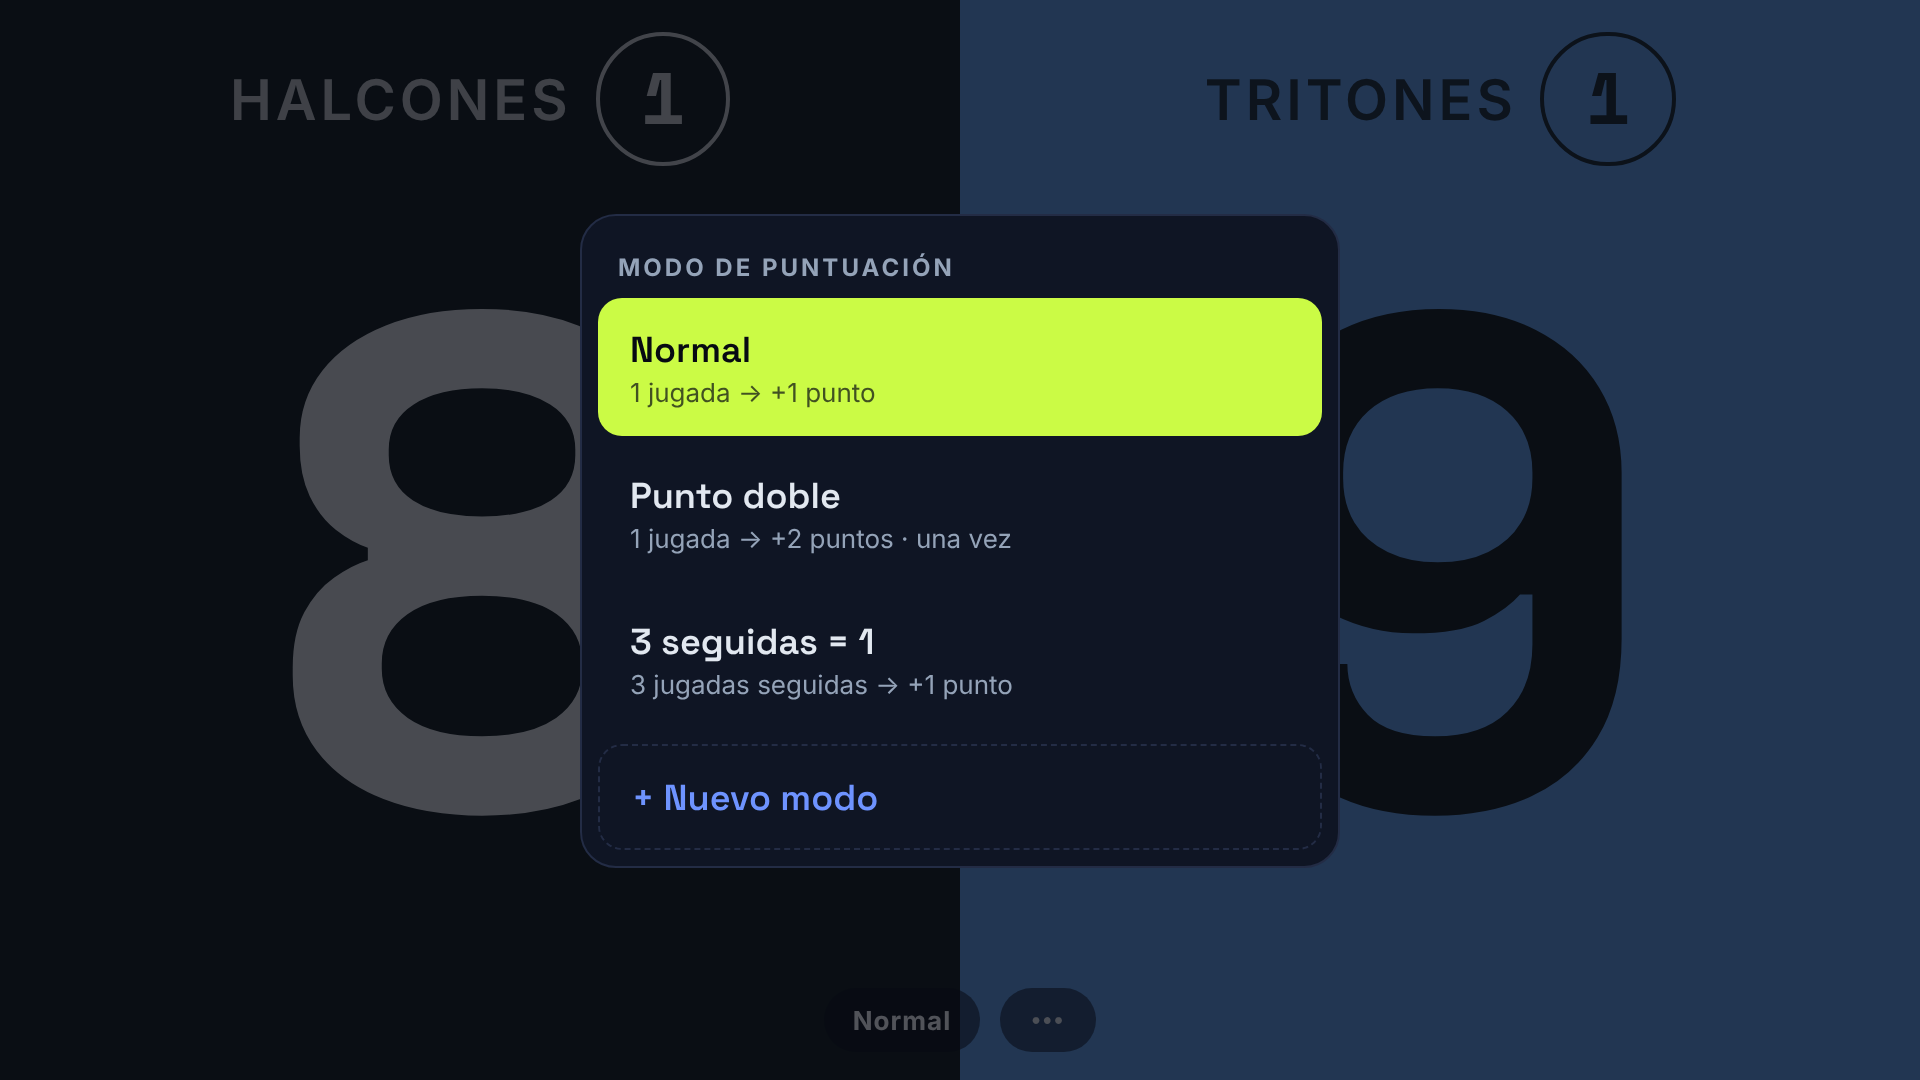 HALCONES 1
TRITONES 1
8
9
MODO DE PUNTUACIÓN
Normal
1 jugada → +1 punto
Punto doble
1 jugada → +2 puntos · una vez
3 seguidas = 1
3 jugadas seguidas → +1 punto
+ Nuevo modo
Normal
•••